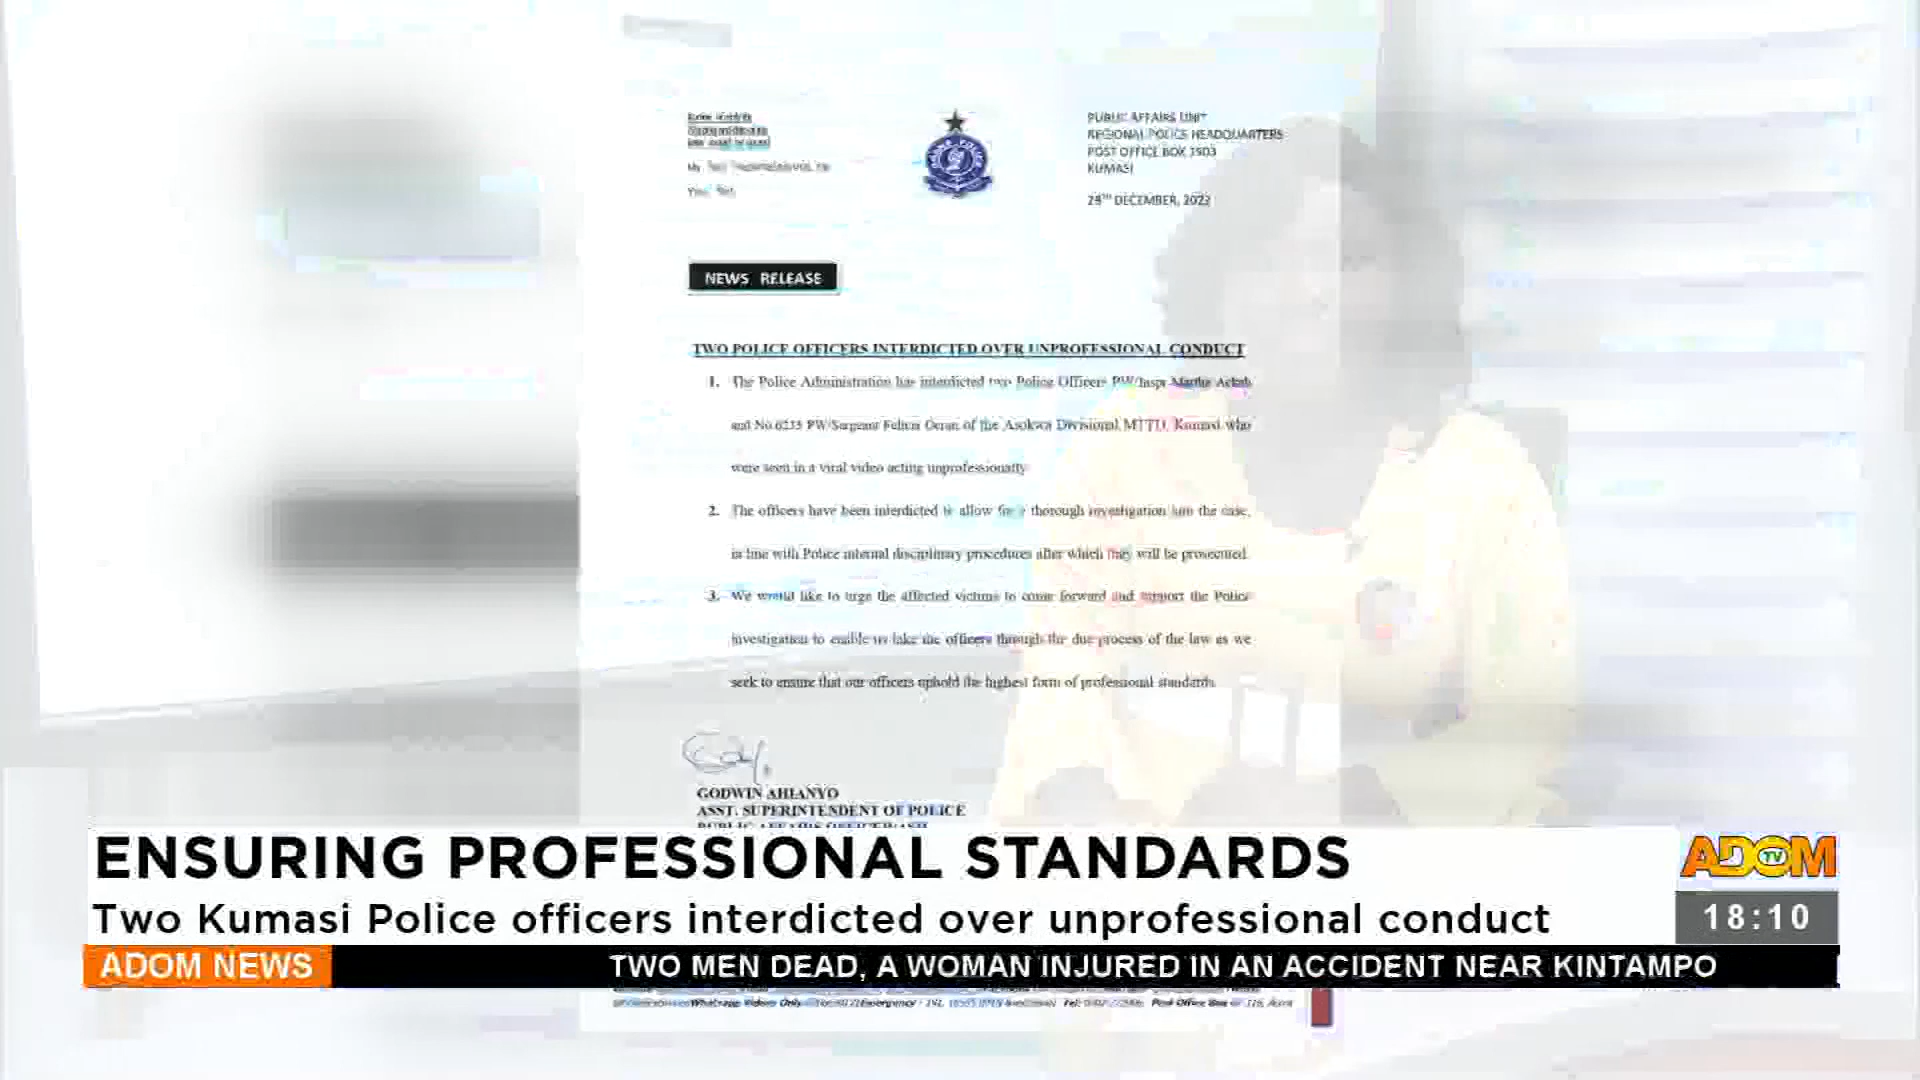 PUBLIC AFFAIRS UNIT
REGIONAL POLICE HEADQUARTERS
POST OFFICE BOX 1903
KUMASI
DECEMBER, 2022
NEWS RELEASE
TWO POLICE OFFICERS INTERDICTED OVER UNPROFESSIONAL CONDUCT
1. The Police Administration has interdicted two Police Officers PW/Inspr Martha
and No.6235 PW/Sergeant Felicia of the Asokwa Divisional MTTD, Kumasi who
were seen in a viral video acting unprofessionally
2. The officers have been interdicted to allow for a thorough investigation into the case,
in line with Police internal disciplinary procedures after which they will be prosecuted.
3. We would like to urge the affected victims to come forward and support the Police
investigation to enable us take the officers through the due process of the law as we
seek to ensure that our officers uphold the highest form of professional standards.
GODWIN AHIANYO
ASST. SUPERINTENDENT OF POLICE
ENSURING PROFESSIONAL STANDARDS
Two Kumasi Police officers interdicted over unprofessional conduct
ADOM TV
18:10
ADOM NEWS
TWO MEN DEAD, A WOMAN INJURED IN AN ACCIDENT NEAR KINTAMPO